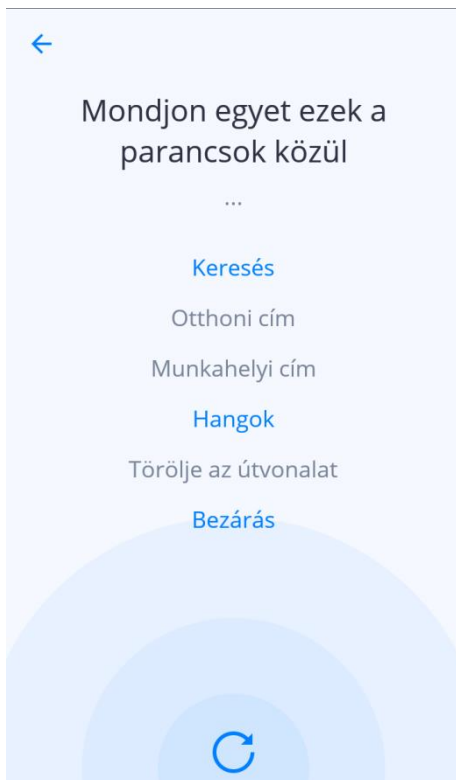 Mondjon egyet ezek a
parancsok közül
...
Keresés
Otthoni cím
Munkahelyi cím
Hangok
Törölje az útvonalat
Bezárás